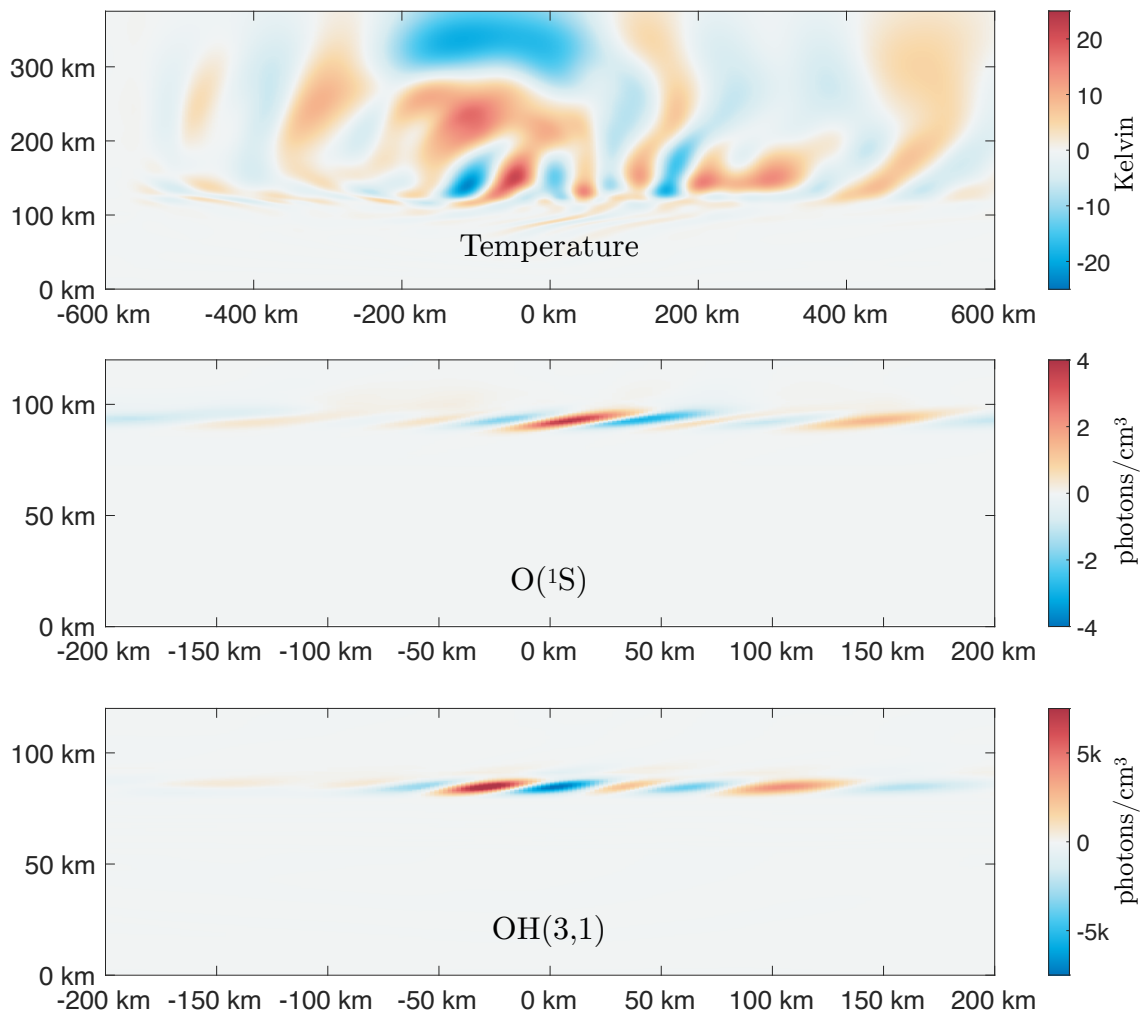 300 km
200 km
100 km
0 km
-600 km -400 km -200 km 0 km 200 km 400 km 600 km
Temperature
20
10
0
-10
-20
Kelvin
100 km
50 km
0 km
-200 km -150 km -100 km -50 km 0 km 50 km 100 km 150 km 200 km
O(¹S)
4
2
0
-2
-4
photons/cm³
100 km
50 km
0 km
-200 km -150 km -100 km -50 km 0 km 50 km 100 km 150 km 200 km
OH(3,1)
5k
0
-5k
photons/cm³